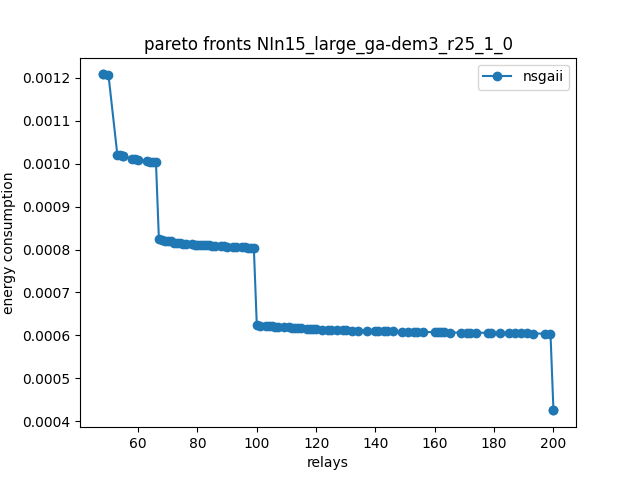 pareto fronts NIn15_large_ga-dem3_r25_1_0
nsgaii
energy consumption
0.0012
0.0011
0.0010
0.0009
0.0008
0.0007
0.0006
0.0005
0.0004
60 80 100 120 140 160 180 200
relays